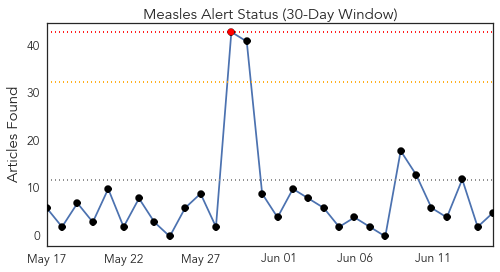 Measles Alert Status (30-Day Window)
Articles Found
40
30
20
10
0
May 17 May 22 May 27 Jun 01 Jun 06 Jun 11